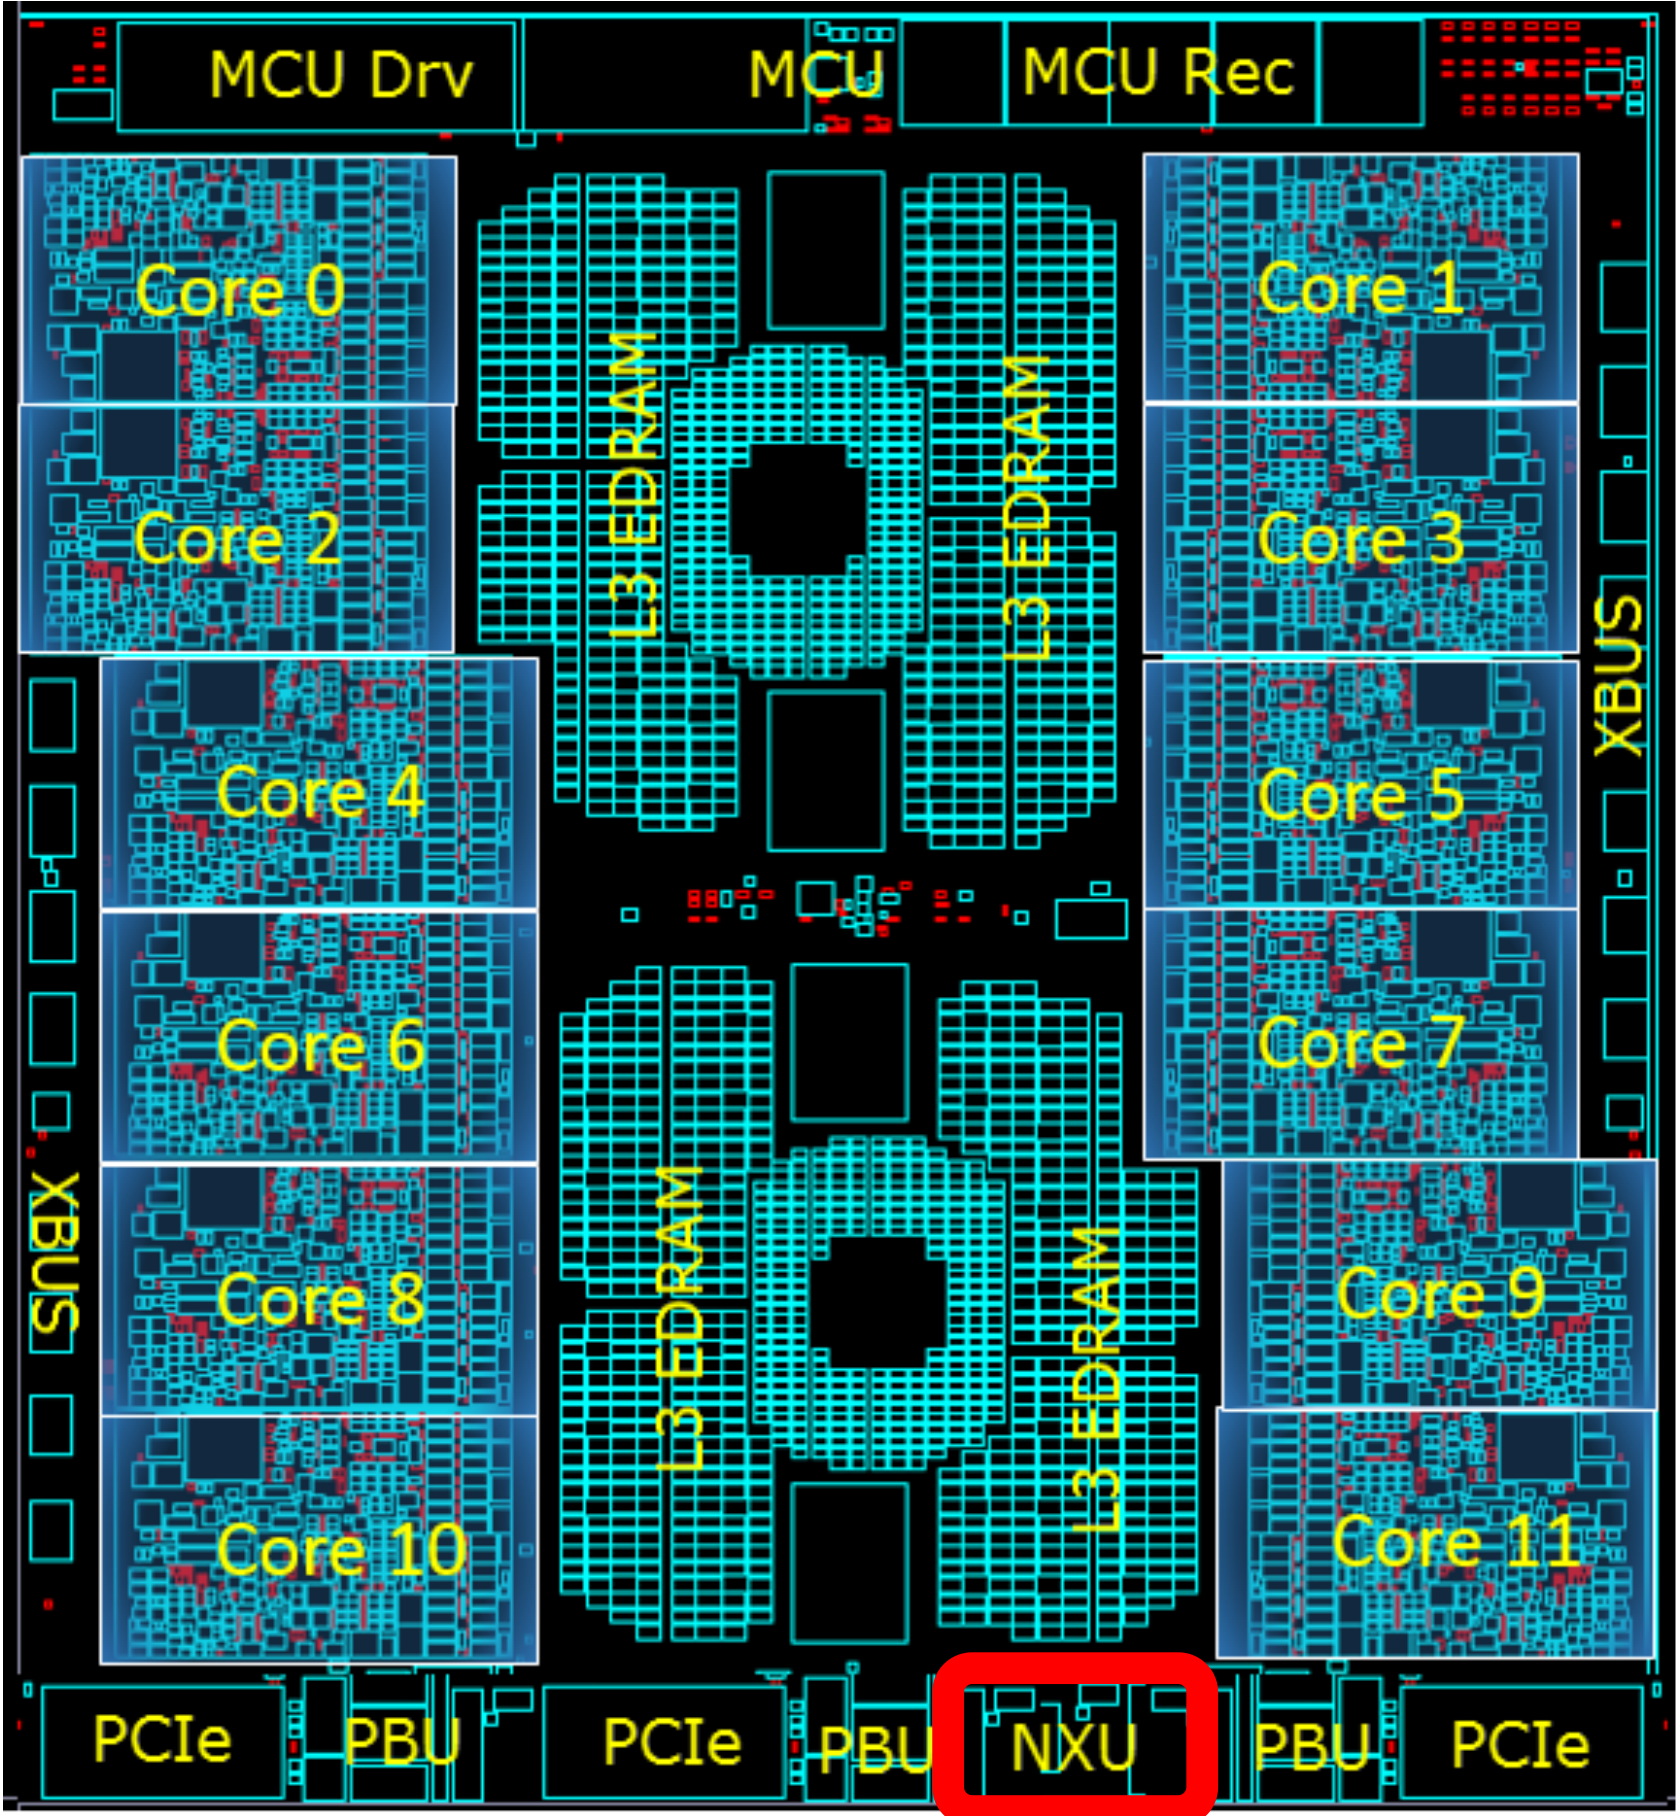 MCU Drv
MCU
MCU Rec
Core 0
Core 1
L3 EDRAM
L3 EDRAM
Core 2
Core 3
XBUS
Core 4
Core 5
Core 6
Core 7
XBUS
L3 EDRAM
L3 EDRAM
Core 8
Core 9
Core 10
Core 11
PCIe
PBU
PCIe
PBU
NXU
PBU
PCIe